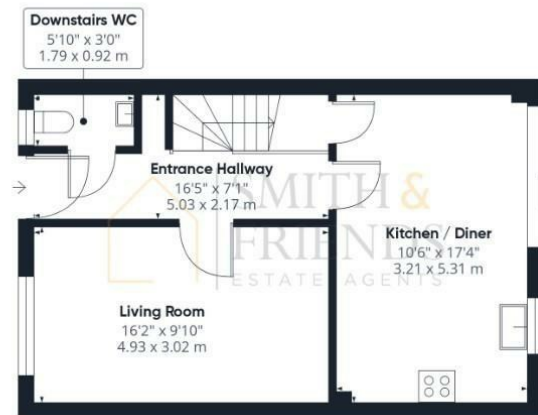 Downstairs WC
5'10" x 3'0"
1.79 x 0.92 m
Entrance Hallway
16'5" x 7'1"
5.03 x 2.17 m
SMITH &
FRIENDS
ESTATE AGENTS
Kitchen / Diner
10'6" x 17'4"
3.21 x 5.31 m
Living Room
16'2" x 9'10"
4.93 x 3.02 m